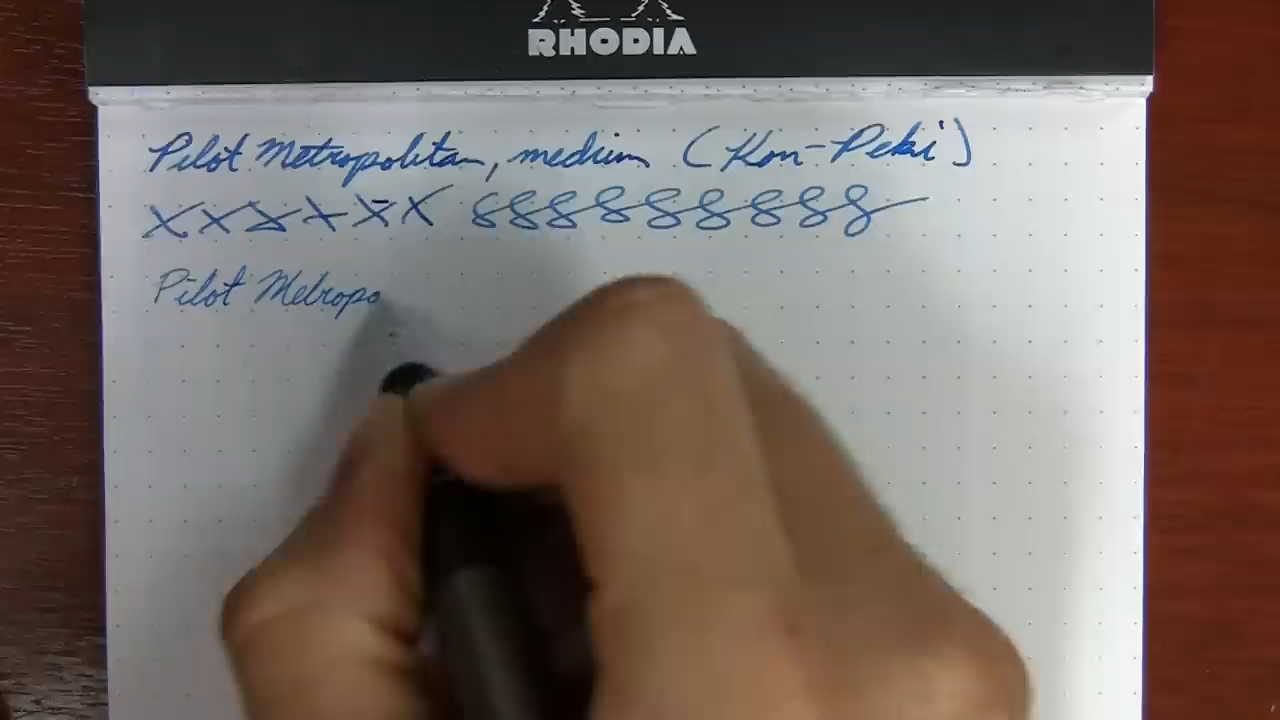 RHODIA
Pilot Metropolitan, medium (Kon-Peki)
XXXXXX 888888888
Pilot Metropo